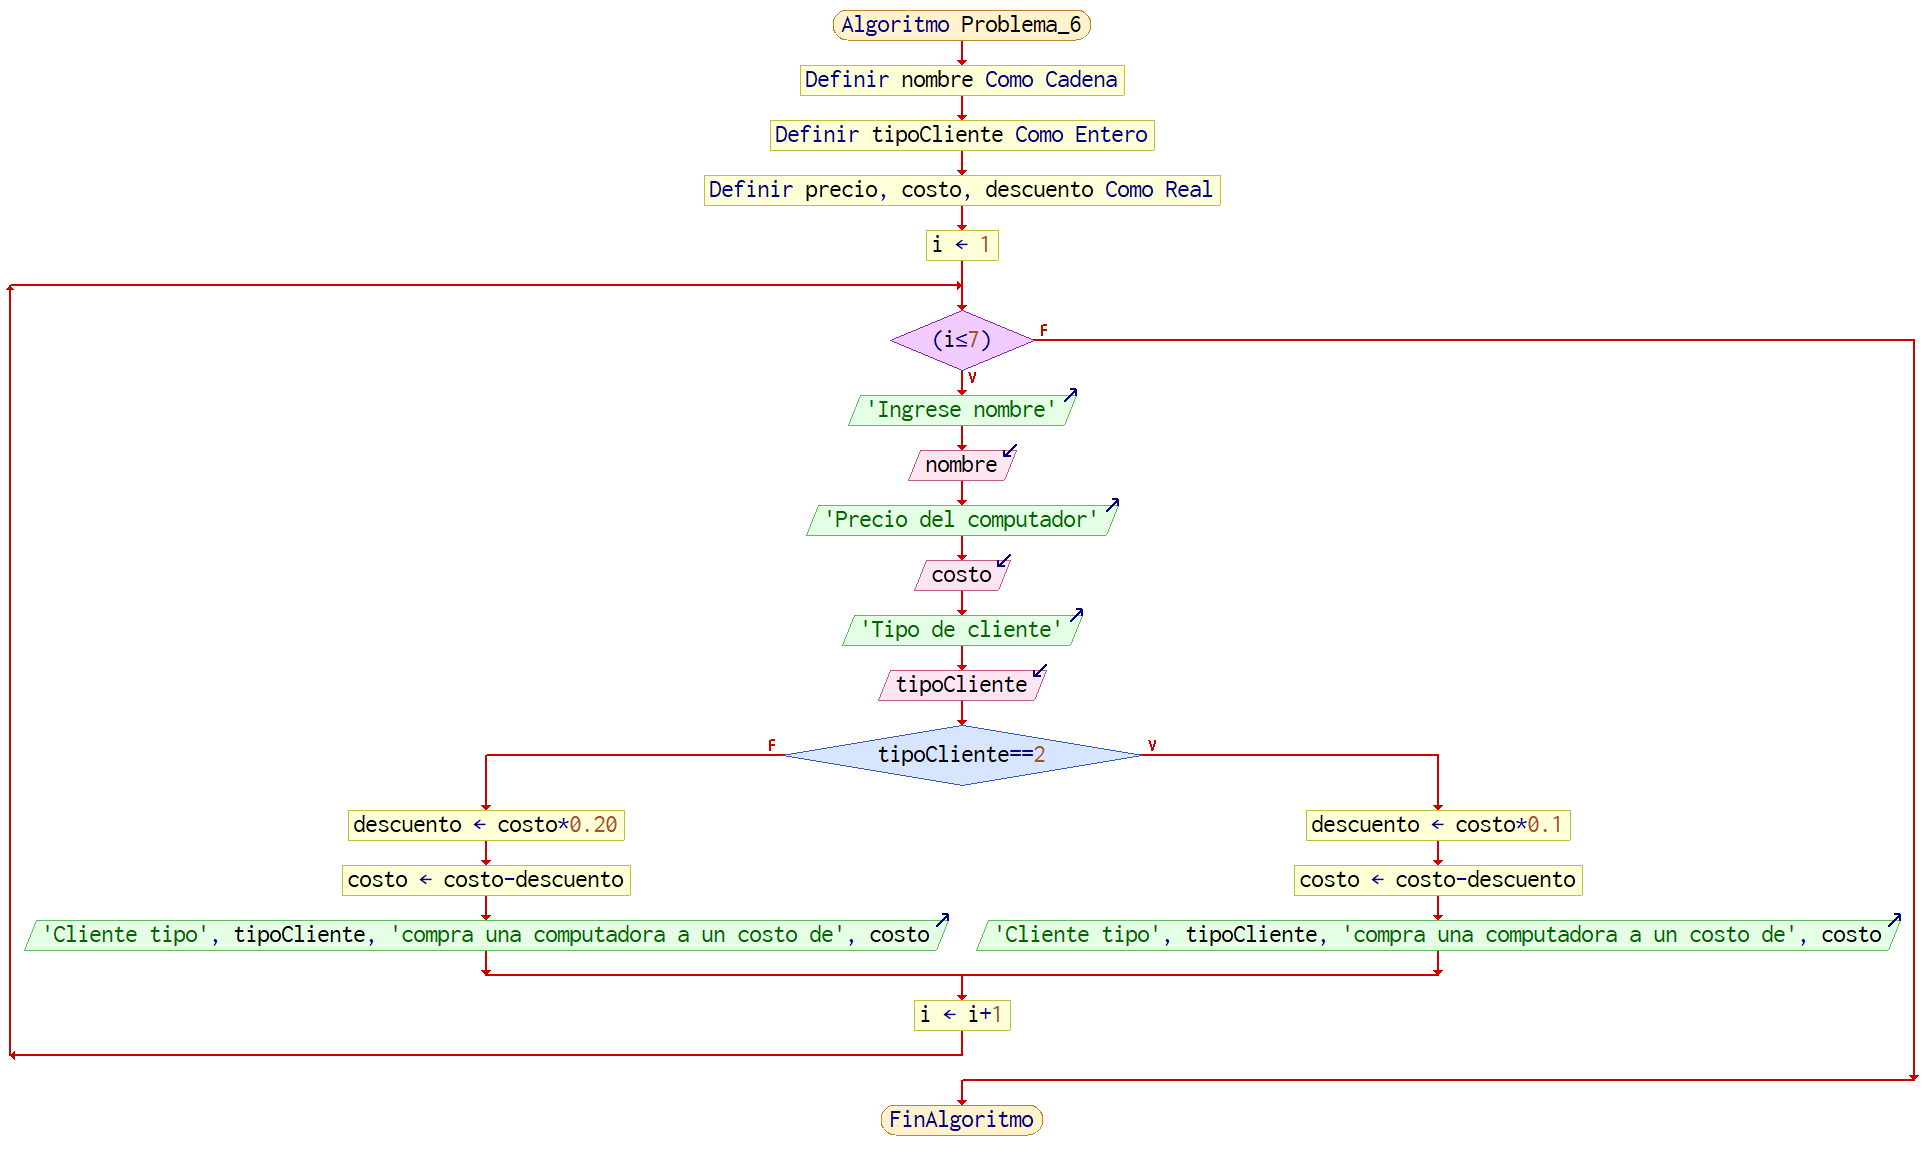 Algoritmo Problema_6
Definir nombre Como Cadena
Definir tipoCliente Como Entero
Definir precio, costo, descuento Como Real
i ← 1
(i≤7)
F
V
'Ingrese nombre'
nombre
'Precio del computador'
costo
'Tipo de cliente'
tipoCliente
tipoCliente==2
F
V
descuento ← costo*0.20
costo ← costo-descuento
'Cliente tipo', tipoCliente, 'compra una computadora a un costo de', costo
descuento ← costo*0.1
costo ← costo-descuento
'Cliente tipo', tipoCliente, 'compra una computadora a un costo de', costo
i ← i+1
FinAlgoritmo